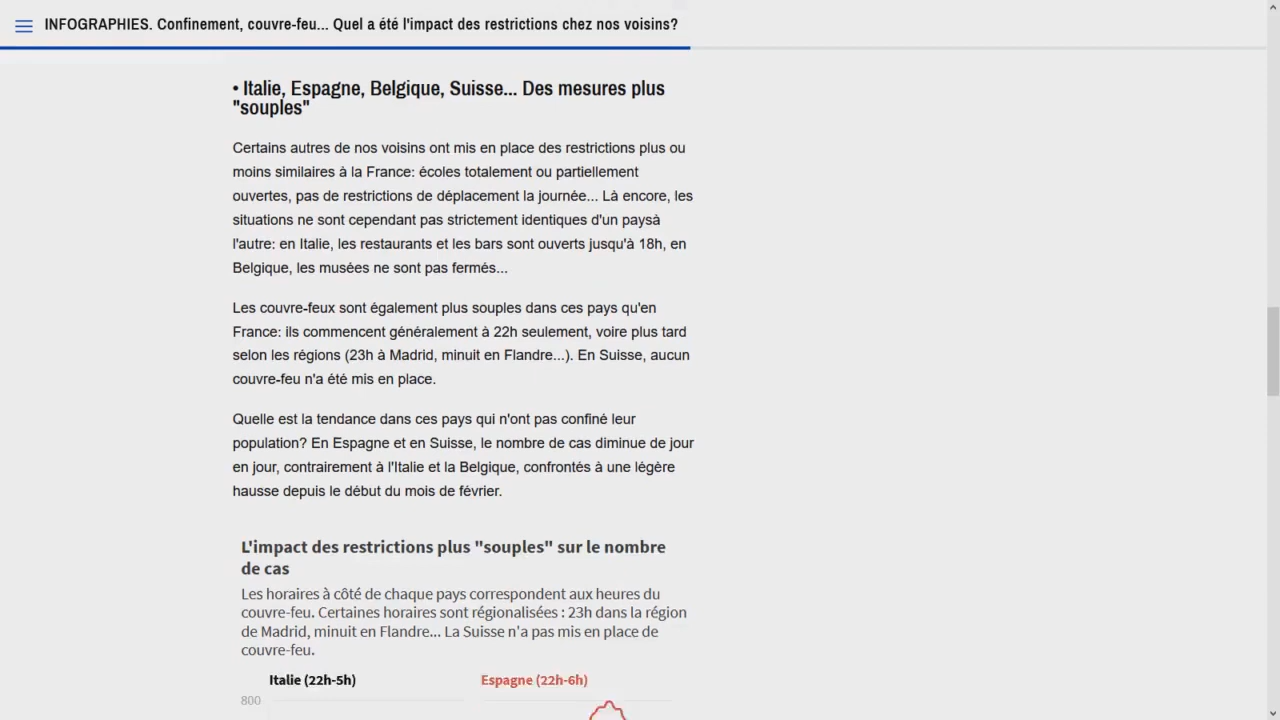 INFOGRAPHIES. Confinement, couvre-feu... Quel a été l'impact des restrictions chez nos voisins?
• Italie, Espagne, Belgique, Suisse... Des mesures plus
"souples"
Certains autres de nos voisins ont mis en place des restrictions plus ou
moins similaires à la France: écoles totalement ou partiellement
ouvertes, pas de restrictions de déplacement la journée... Là encore, les
situations ne sont cependant pas strictement identiques d'un paysà
l'autre: en Italie, les restaurants et les bars sont ouverts jusqu'à 18h, en
Belgique, les musées ne sont pas fermés...
Les couvre-feux sont également plus souples dans ces pays qu'en
France: ils commencent généralement à 22h seulement, voire plus tard
selon les régions (23h à Madrid, minuit en Flandre...). En Suisse, aucun
couvre-feu n'a été mis en place.
Quelle est la tendance dans ces pays qui n'ont pas confiné leur
population? En Espagne et en Suisse, le nombre de cas diminue de jour
en jour, contrairement à l'Italie et la Belgique, confrontés à une légère
hausse depuis le début du mois de février.
L'impact des restrictions plus "souples" sur le nombre
de cas
Les horaires à côté de chaque pays correspondent aux heures du
couvre-feu. Certaines horaires sont régionalisées : 23h dans la région
de Madrid, minuit en Flandre... La Suisse n'a pas mis en place de
couvre-feu.
Italie (22h-5h) Espagne (22h-6h)
800